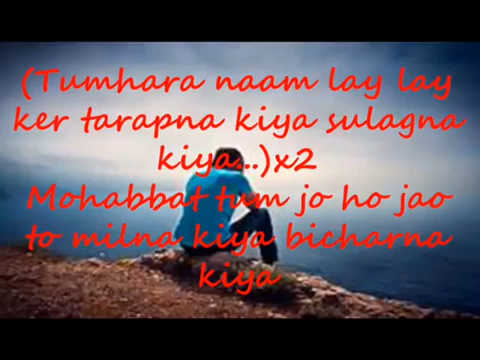 (Tumhara naam lay lay
ker tarapna kiya sulagna
kiya...)x2
Mohabbat tum jo ho jao
to milna kiya bicharna
kiya